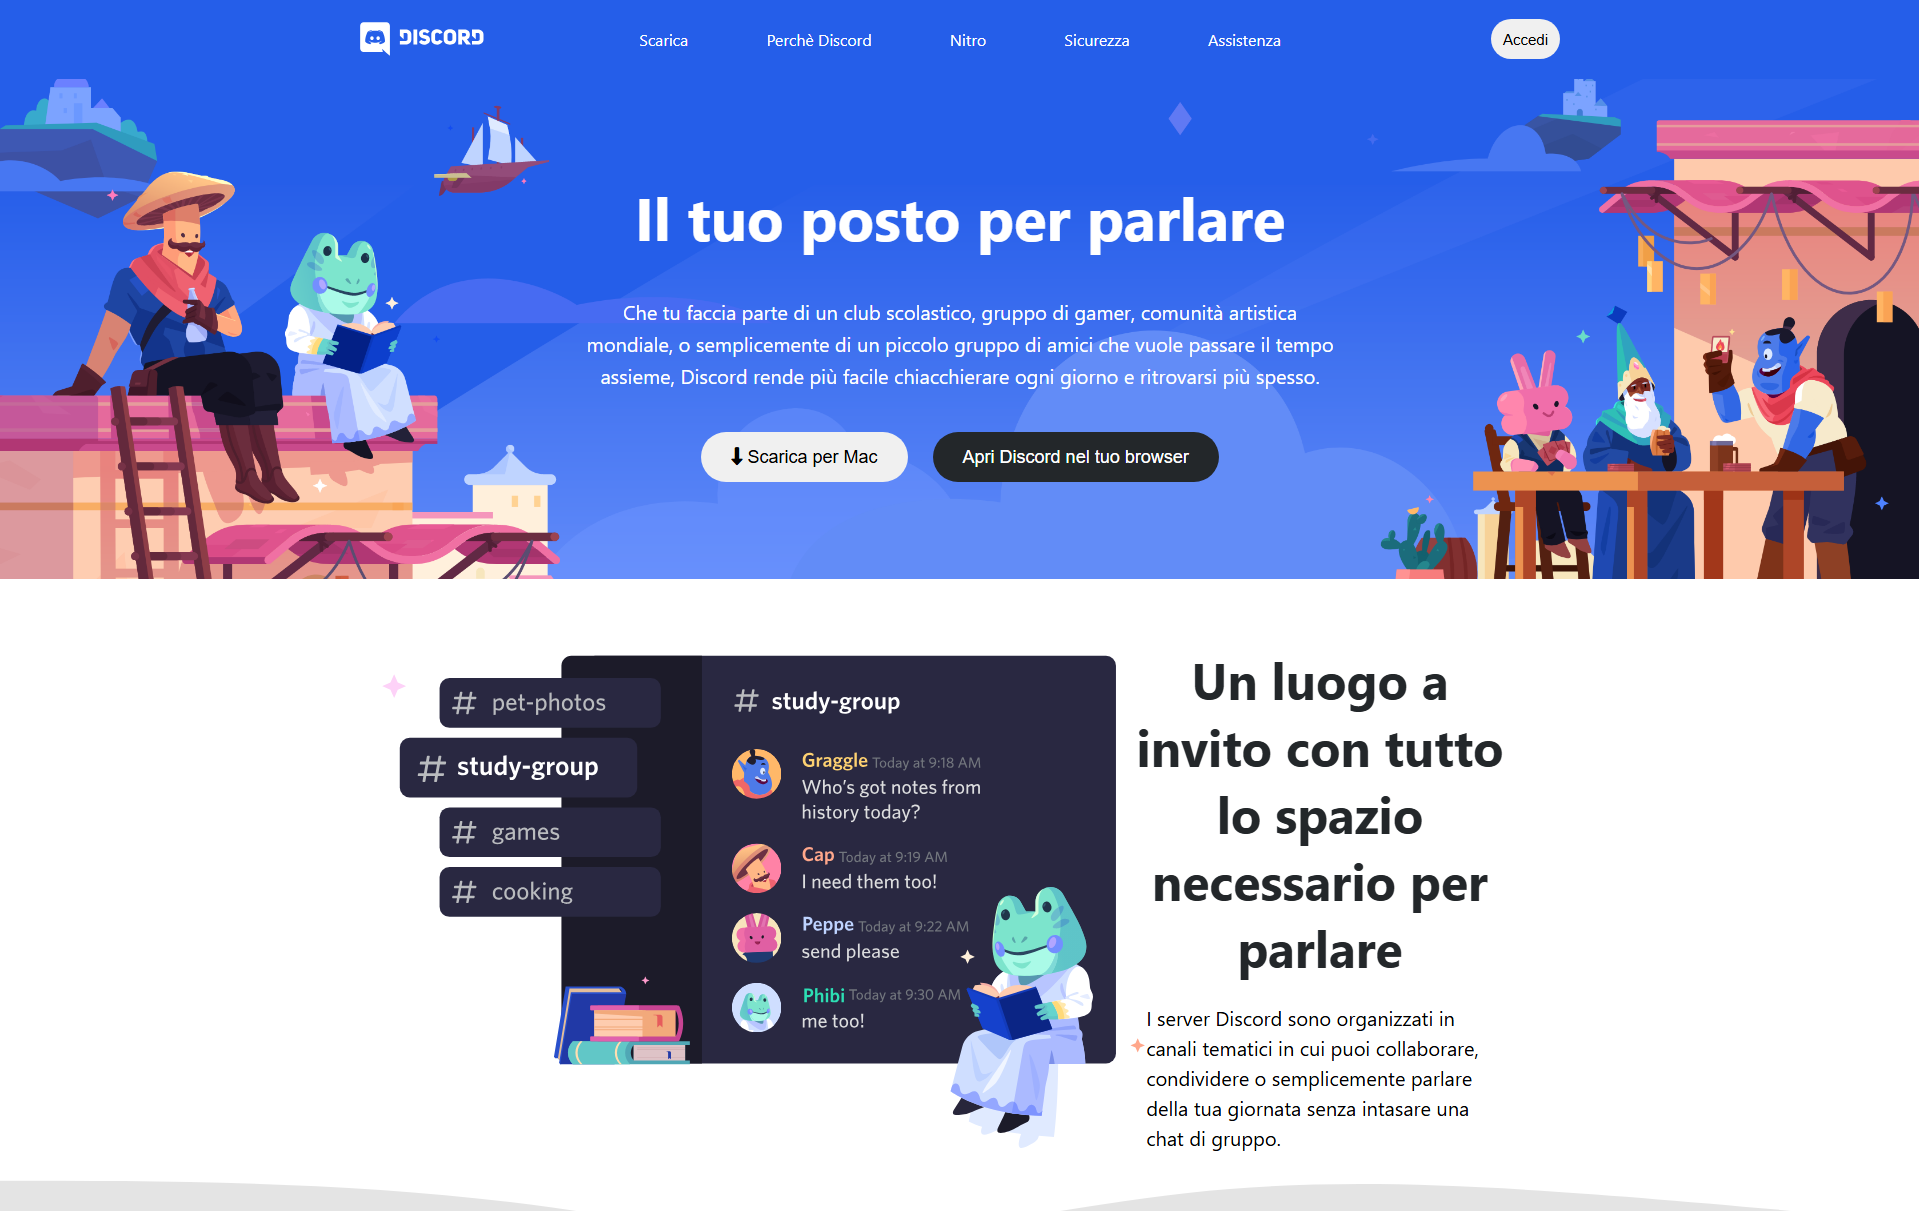 DISCORD
Scarica
Perchè Discord
Nitro
Sicurezza
Assistenza
Accedi
Il tuo posto per parlare
Che tu faccia parte di un club scolastico, gruppo di gamer, comunità artistica
mondiale, o semplicemente di un piccolo gruppo di amici che vuole passare il tempo
assieme, Discord rende più facile chiacchierare ogni giorno e ritrovarsi più spesso.
Scarica per Mac
Apri Discord nel tuo browser
# pet-photos
# study-group
# games
# cooking
# study-group
Graggle Today at 9:18 AM
Who's got notes from
history today?
Cap Today at 9:19 AM
I need them too!
Peppe Today at 9:22 AM
send please
Phibi Today at 9:30 AM
me too!
Un luogo a
invito con tutto
lo spazio
necessario per
parlare
I server Discord sono organizzati in
canali tematici in cui puoi collaborare,
condividere o semplicemente parlare
della tua giornata senza intasare una
chat di gruppo.